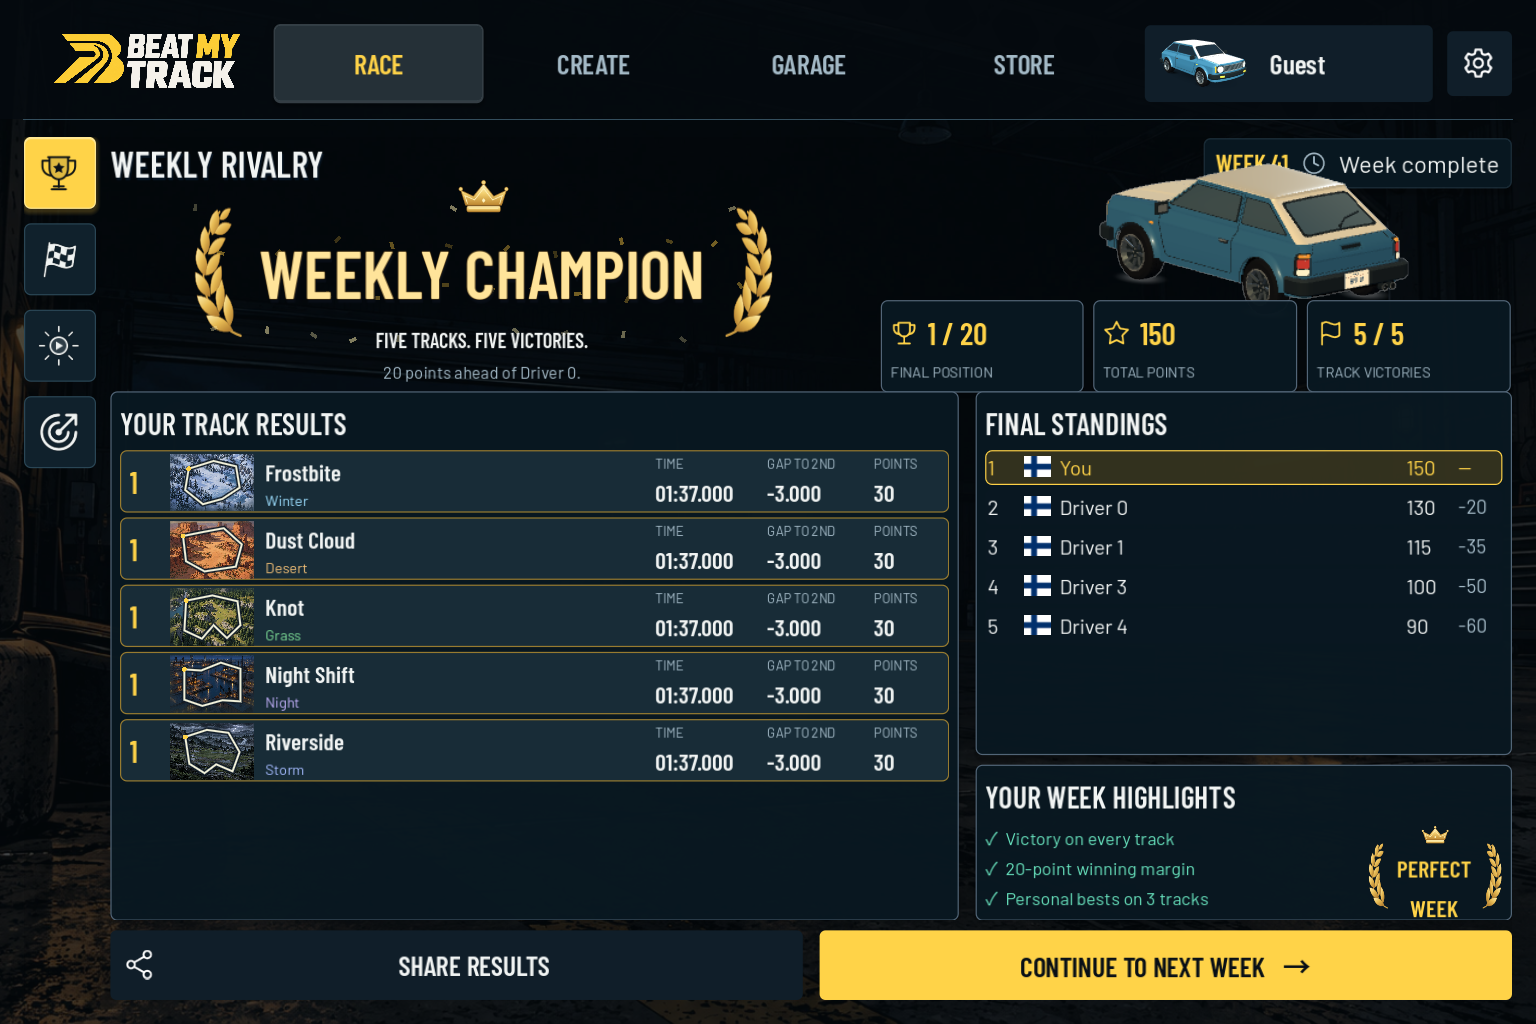 BEAT MY
TRACK
RACE
CREATE
GARAGE
STORE
Guest
WEEKLY RIVALRY
WEEK 41
Week complete
WEEKLY CHAMPION
FIVE TRACKS. FIVE VICTORIES.
20 points ahead of Driver 0.
1 / 20
FINAL POSITION
150
TOTAL POINTS
5 / 5
TRACK VICTORIES
YOUR TRACK RESULTS
1
Frostbite
Winter
TIME
GAP TO 2ND
POINTS
01:37.000
-3.000
30
1
Dust Cloud
Desert
TIME
GAP TO 2ND
POINTS
01:37.000
-3.000
30
1
Knot
Grass
TIME
GAP TO 2ND
POINTS
01:37.000
-3.000
30
1
Night Shift
Night
TIME
GAP TO 2ND
POINTS
01:37.000
-3.000
30
1
Riverside
Storm
TIME
GAP TO 2ND
POINTS
01:37.000
-3.000
30
FINAL STANDINGS
1 You 150 –
2 Driver 0 130 -20
3 Driver 1 115 -35
4 Driver 3 100 -50
5 Driver 4 90 -60
YOUR WEEK HIGHLIGHTS
✓ Victory on every track
✓ 20-point winning margin
✓ Personal bests on 3 tracks
PERFECT
WEEK
SHARE RESULTS
CONTINUE TO NEXT WEEK →